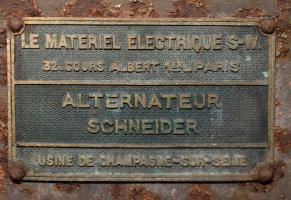 LE MATERIEL ELECTRIQUE S-W.
32. COURS ALBERT 1ER PARIS
ALTERNATEUR
SCHNEIDER
USINE DE CHAMPAGNE-SUR-SEINE